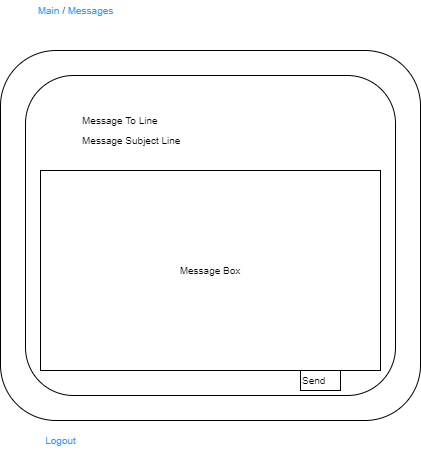 Main / Messages
Message To Line
Message Subject Line
Message Box
Send
Logout